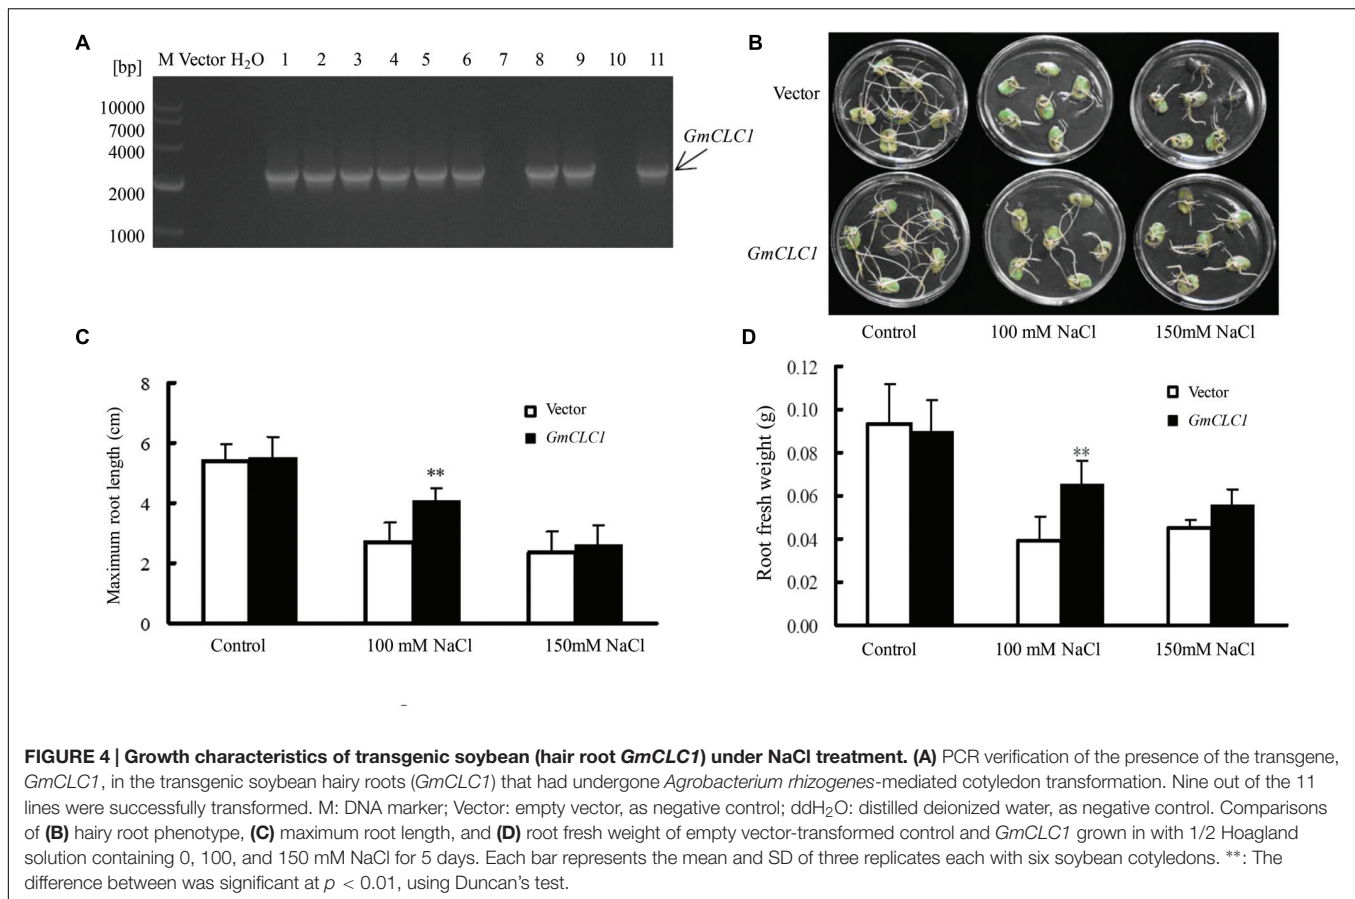 A
M Vector H₂O 1 2 3 4 5 6 7 8 9 10 11
[bp]
10000
7000
4000
2000
1000
GmCLC1
B
Vector
GmCLC1
Control 100 mM NaCl 150mM NaCl
C
Maximum root length (cm)
8
6
4
2
0
Vector
GmCLC1
**
Control 100 mM NaCl 150mM NaCl
D
Root fresh weight (g)
0.12
0.10
0.08
0.06
0.04
0.02
0.00
Vector
GmCLC1
**
Control 100 mM NaCl 150mM NaCl
FIGURE 4 | Growth characteristics of transgenic soybean (hair root GmCLC1) under NaCl treatment. (A) PCR verification of the presence of the transgene,
GmCLC1, in the transgenic soybean hairy roots (GmCLC1) that had undergone Agrobacterium rhizogenes-mediated cotyledon transformation. Nine out of the 11
lines were successfully transformed. M: DNA marker; Vector: empty vector, as negative control; ddH₂O: distilled deionized water, as negative control. Comparisons
of (B) hairy root phenotype, (C) maximum root length, and (D) root fresh weight of empty vector-transformed control and GmCLC1 grown in with 1/2 Hoagland
solution containing 0, 100, and 150 mM NaCl for 5 days. Each bar represents the mean and SD of three replicates each with six soybean cotyledons. **: The
difference between was significant at p < 0.01, using Duncan's test.